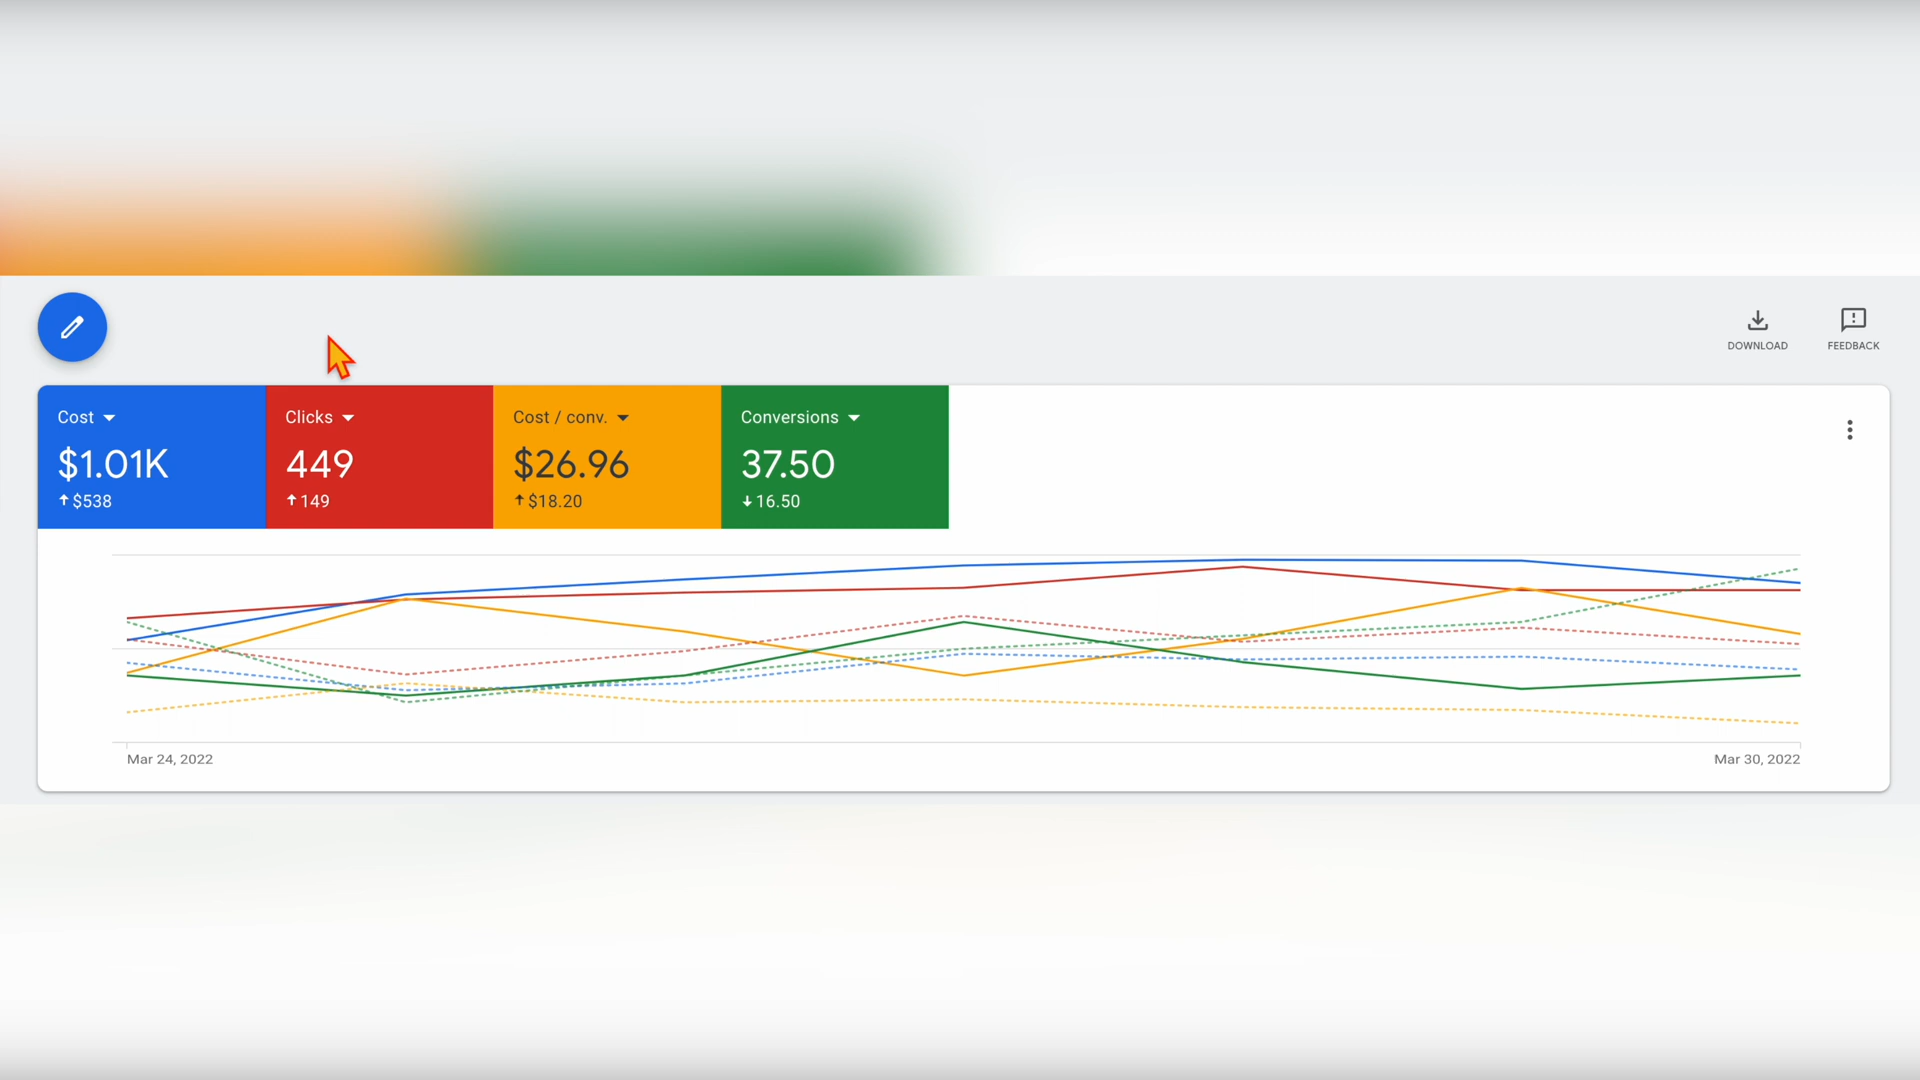 DOWNLOAD
FEEDBACK
Cost
Clicks
Cost / conv.
Conversions
$1.01K
449
$26.96
37.50
↑$538
↑149
↑$18.20
↓16.50
Mar 24, 2022
Mar 30, 2022